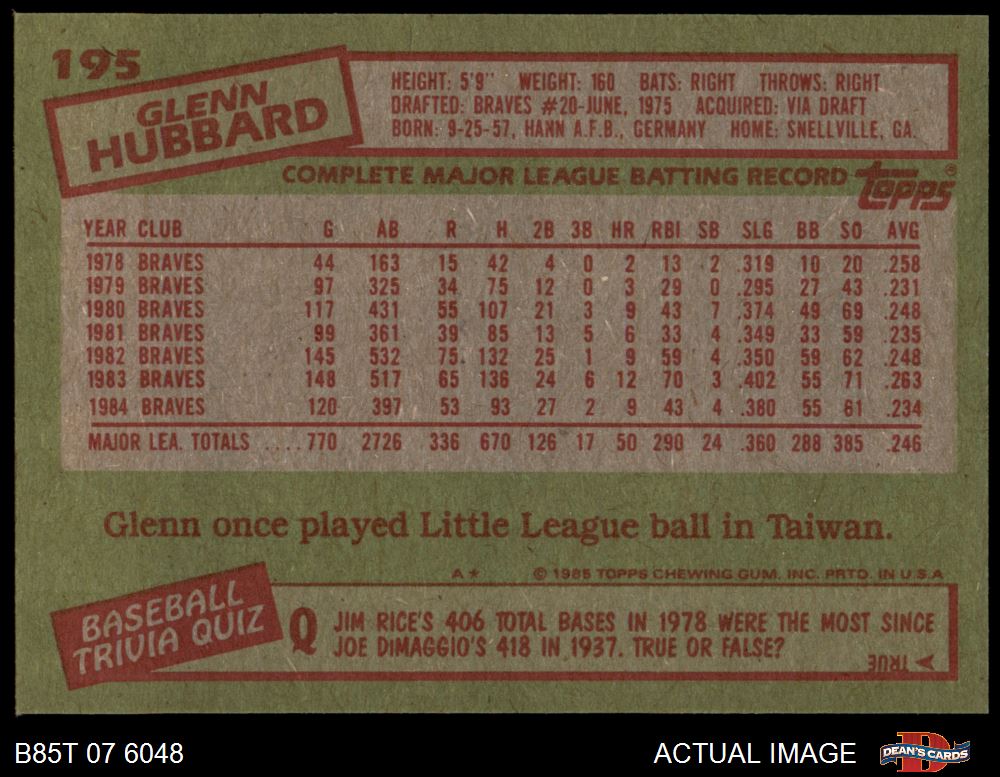 195
GLENN
HUBBARD
HEIGHT: 5'9" WEIGHT: 160 BATS: RIGHT THROWS: RIGHT
DRAFTED: BRAVES #20-JUNE, 1975 ACQUIRED: VIA DRAFT
BORN: 9-25-57, HANN A.F.B., GERMANY HOME: SNELLVILLE, GA.
COMPLETE MAJOR LEAGUE BATTING RECORD topps®
YEAR CLUB G AB R H 2B 3B HR RBI SB SLG BB SO AVG
1978 BRAVES 44 163 15 42 4 0 2 13 2 .319 10 20 .258
1979 BRAVES 97 325 34 75 12 0 3 29 0 .295 27 43 .231
1980 BRAVES 117 431 55 107 21 3 9 43 7 .374 49 69 .248
1981 BRAVES 99 361 39 85 13 5 6 33 4 .349 33 59 .235
1982 BRAVES 145 532 75 132 25 1 9 59 4 .350 59 62 .248
1983 BRAVES 148 517 65 136 24 6 12 70 3 .402 55 71 .263
1984 BRAVES 120 397 53 93 27 2 9 43 4 .380 55 61 .234
MAJOR LEA. TOTALS ....770 2726 336 670 126 17 50 290 24 .360 288 385 .246
Glenn once played Little League ball in Taiwan.
A* © 1985 TOPPS CHEWING GUM, INC. PRTD. IN U.S.A
BASEBALL
TRIVIA QUIZ
Q JIM RICE'S 406 TOTAL BASES IN 1978 WERE THE MOST SINCE
JOE DIMAGGIO'S 418 IN 1937. TRUE OR FALSE?
TRUE
B85T 07 6048 ACTUAL IMAGE DEAN'S CARDS